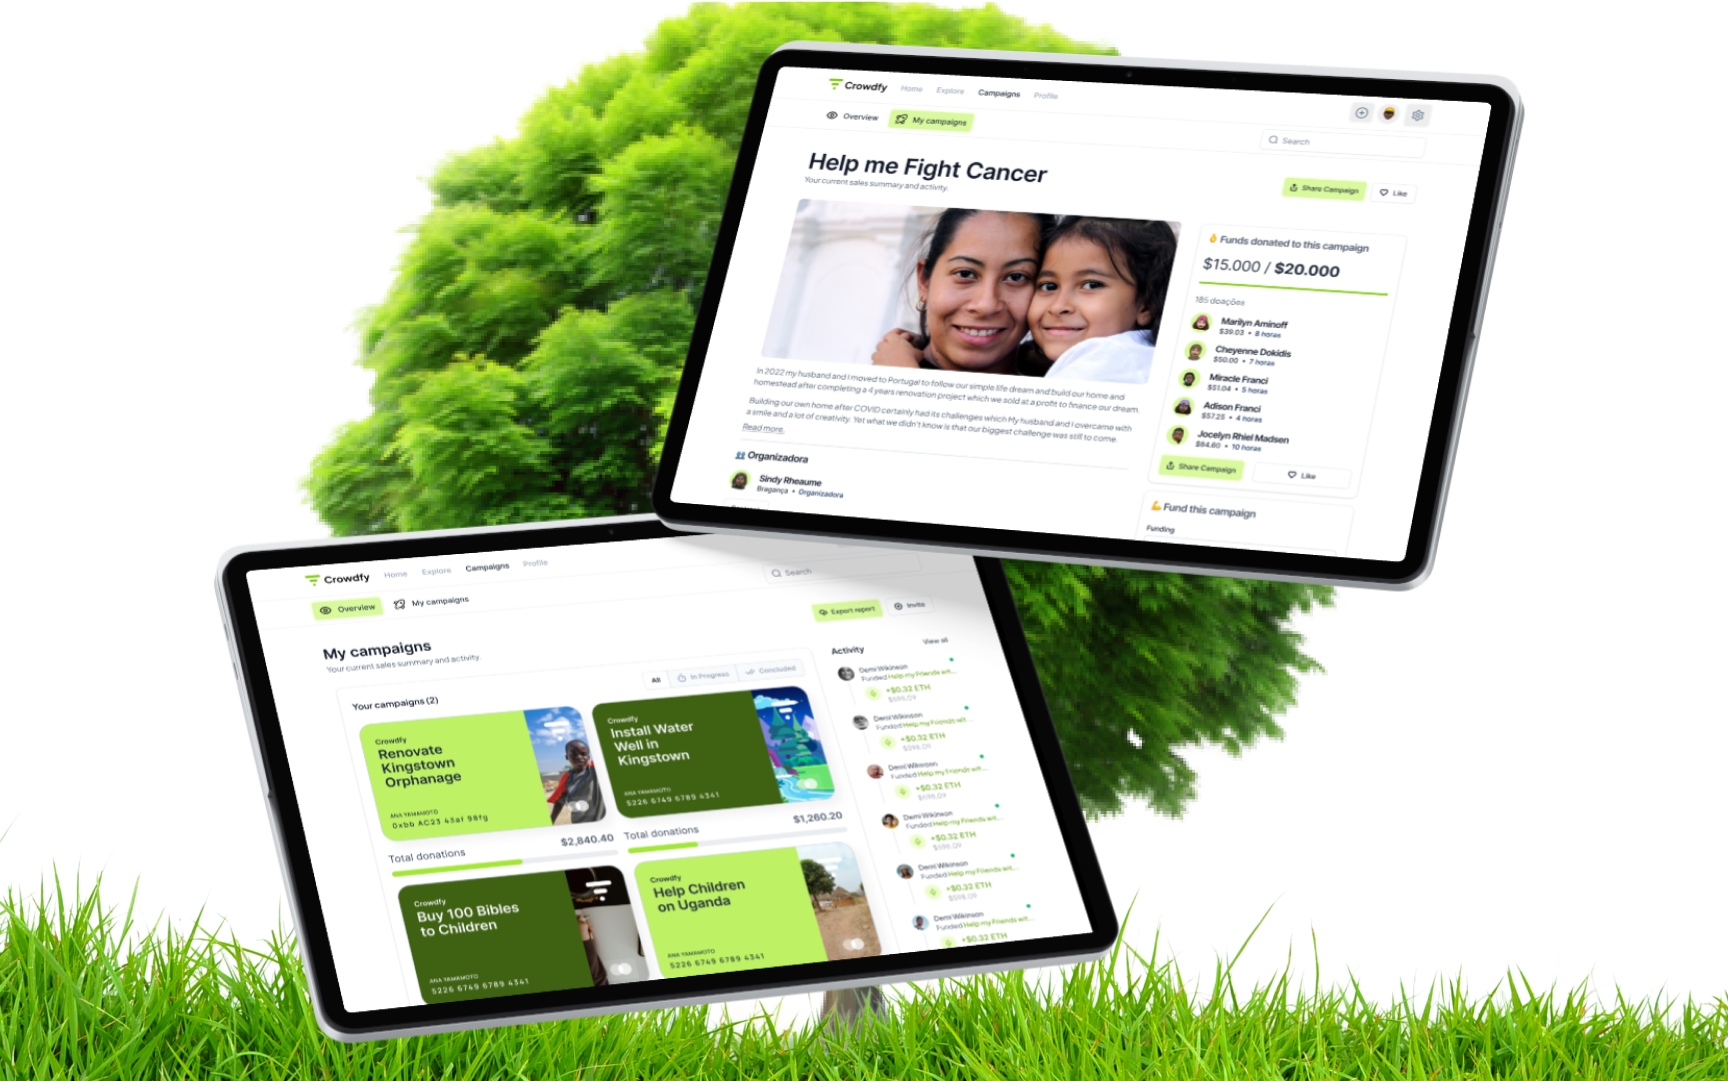 Crowdfy
Home Explore Campaigns Profile
Overview My campaigns
Search
Help me Fight Cancer
Your current sales summary and activity.
Share Campaign Like
In 2022 my husband and I moved to Portugal to follow our simple life dream and build our home and
homestead after completing a 4 years renovation project which we sold at a profit to finance our dream.
Building our own home after COVID certainly had its challenges which My husband and I overcame with
a smile and a lot of creativity. Yet what we didn't know is that our biggest challenge was still to come.
Read more.
Organizadora
Sindy Rheaume
Bragança • Organizadora
Funds donated to this campaign
$15.000 / $20.000
185 doações
Marilyn Aminoff
$39.03 • 8 horas
Cheyenne Dokidis
$50.00 • 7 horas
Miracle Franci
$51.04 • 5 horas
Adison Franci
$57.25 • 4 horas
Jocelyn Rhiel Madsen
$84.60 • 10 horas
Share Campaign Like
Fund this campaign
Funding
Crowdfy
Home Explore Campaigns Profile
Search
Overview My campaigns
Export report Invite
My campaigns
Your current sales summary and activity.
All In Progress Concluded
Your campaigns (2)
Crowdfy
Renovate
Kingstown
Orphanage
ANA YAMAMOTO
0xbb AC23 43af 98fg
Total donations $2,840.40
Crowdfy
Install Water
Well in
Kingstown
ANA YAMAMOTO
5226 6749 6789 4341
Total donations $1,260.20
Crowdfy
Buy 100 Bibles
to Children
ANA YAMAMOTO
5226 6749 6789 4341
Crowdfy
Help Children
on Uganda
ANA YAMAMOTO
5226 6749 6789 4341
Activity View all
Demi Wikinson
Funded Help my Friends wit...
+$0.32 ETH
$598.09
Demi Wikinson
Funded Help my Friends wit...
+$0.32 ETH
$598.09
Demi Wikinson
Funded Help my Friends wit...
+$0.32 ETH
$598.09
Demi Wikinson
Funded Help my Friends wit...
+$0.32 ETH
$598.09
Demi Wikinson
Funded Help my Friends wit...
+$0.32 ETH
$598.09
Demi Wikinson
Funded Help my Friends wit...
+$0.32 ETH